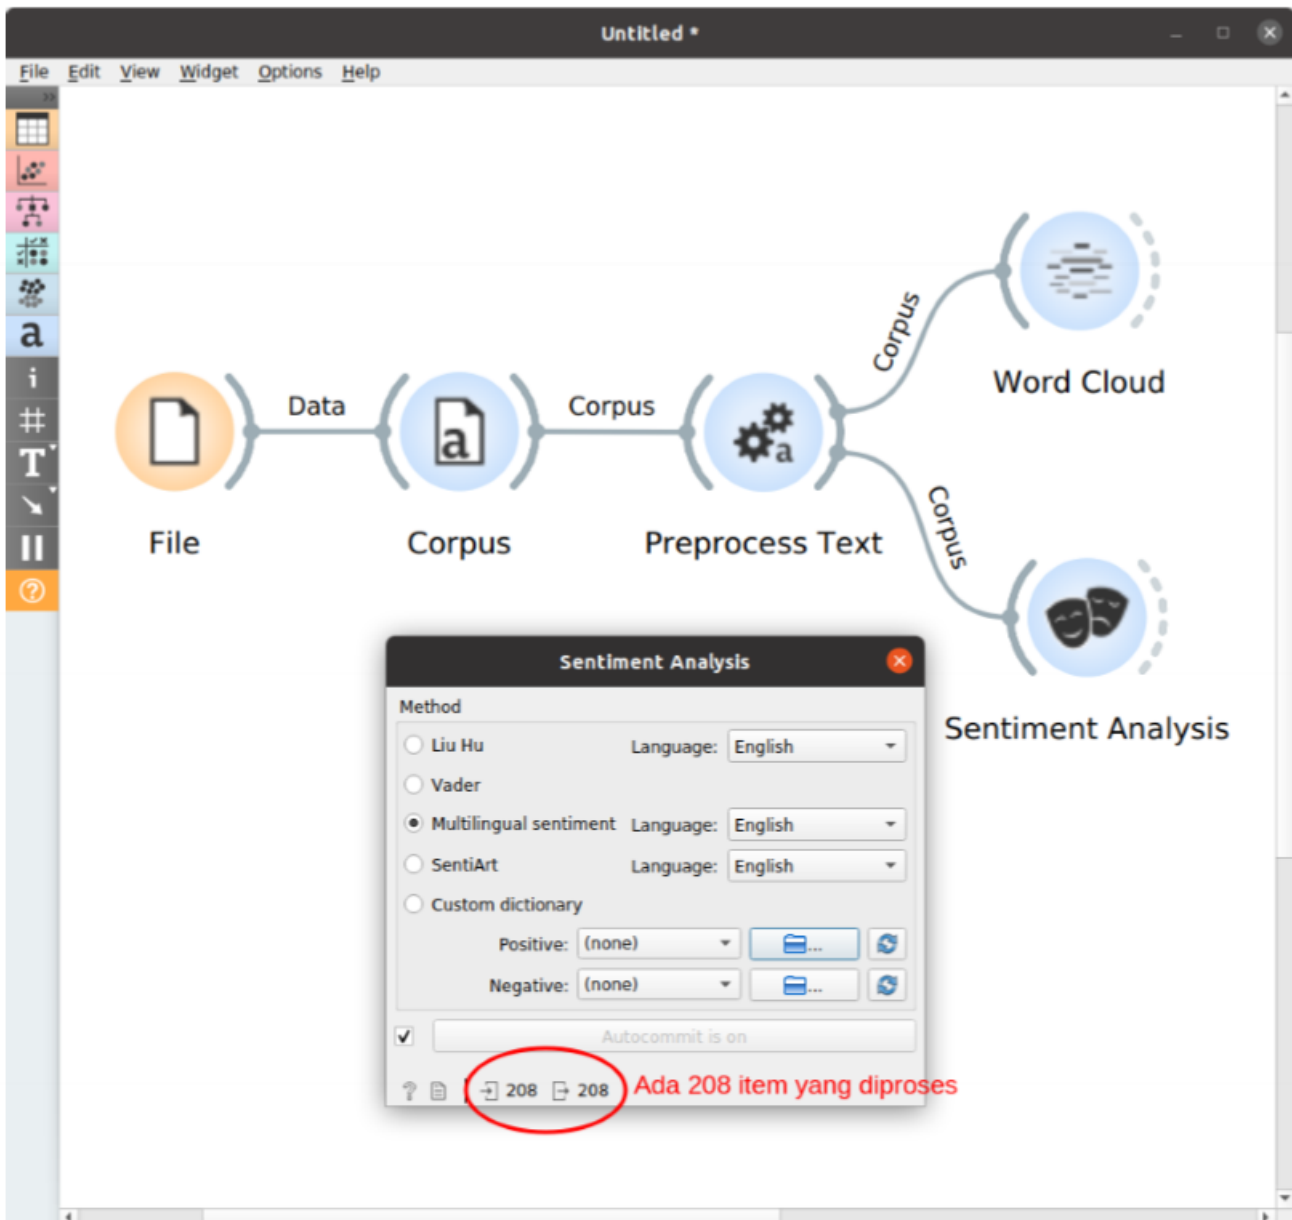 Untitled *
File Edit View Widget Options Help
Data
Corpus
Corpus
Corpus
File
Corpus
Preprocess Text
Word Cloud
Sentiment Analysis
Sentiment Analysis
Method
Liu Hu Language: English
Vader
Multilingual sentiment Language: English
SentiArt Language: English
Custom dictionary
Positive: (none) ...
Negative: (none) ...
Autocommit is on
? 208 208 Ada 208 item yang diproses
a
i
#
T
?
a
a